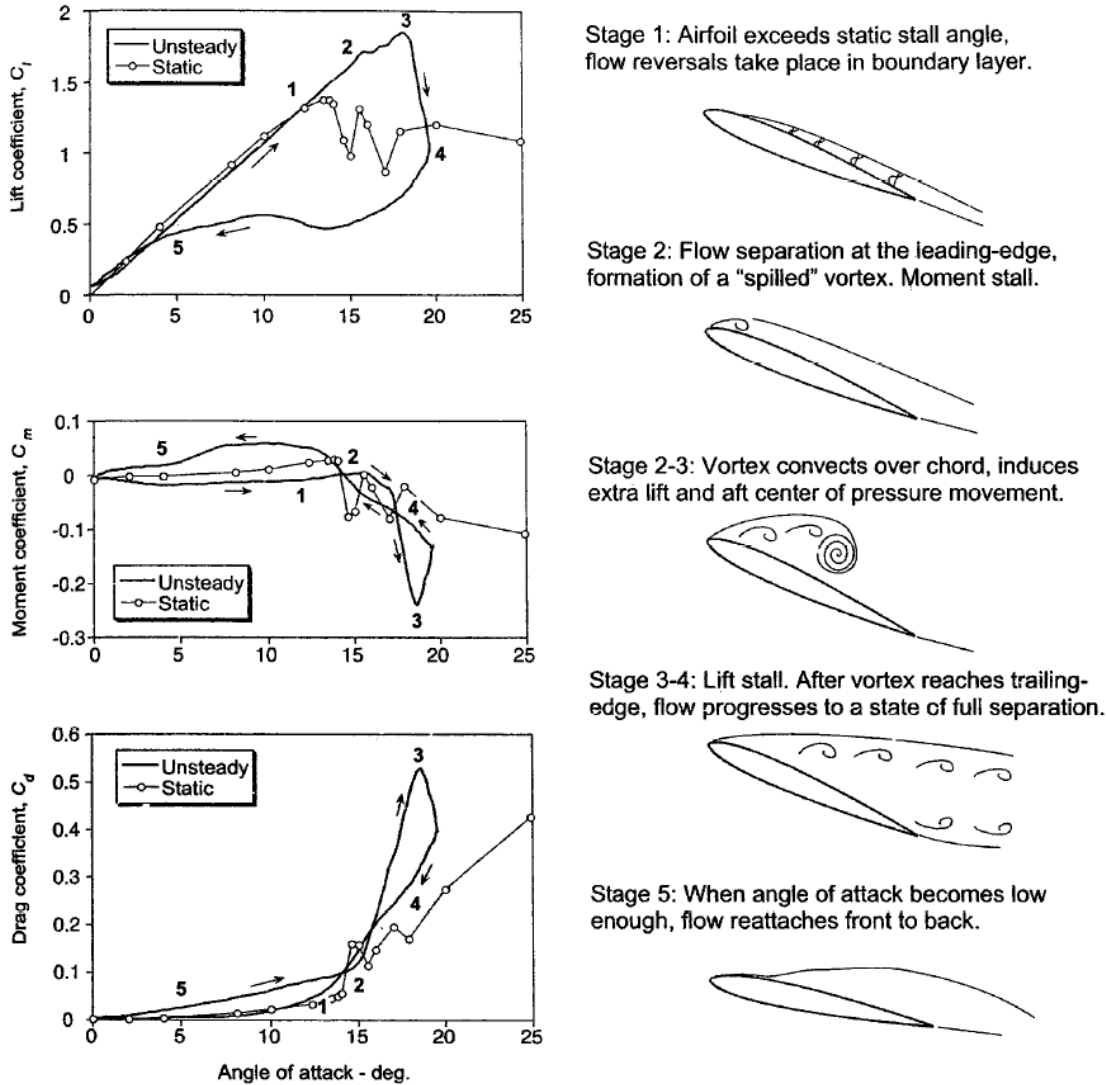 2
1.5
1
0.5
0
0
5
10
15
20
25
Lift coefficient, C_l
Unsteady
Static
1
2
3
4
5
0.1
0
-0.1
-0.2
-0.3
0
5
10
15
20
25
Moment coefficient, C_m
Unsteady
Static
5
1
2
4
3
0.6
0.5
0.4
0.3
0.2
0.1
0
0
5
10
15
20
25
Drag coefficient, C_d
Unsteady
Static
5
1
2
3
4
Angle of attack - deg.
Stage 1: Airfoil exceeds static stall angle,
flow reversals take place in boundary layer.
Stage 2: Flow separation at the leading-edge,
formation of a “spilled” vortex. Moment stall.
Stage 2-3: Vortex convects over chord, induces
extra lift and aft center of pressure movement.
Stage 3-4: Lift stall. After vortex reaches trailing-
edge, flow progresses to a state of full separation.
Stage 5: When angle of attack becomes low
enough, flow reattaches front to back.